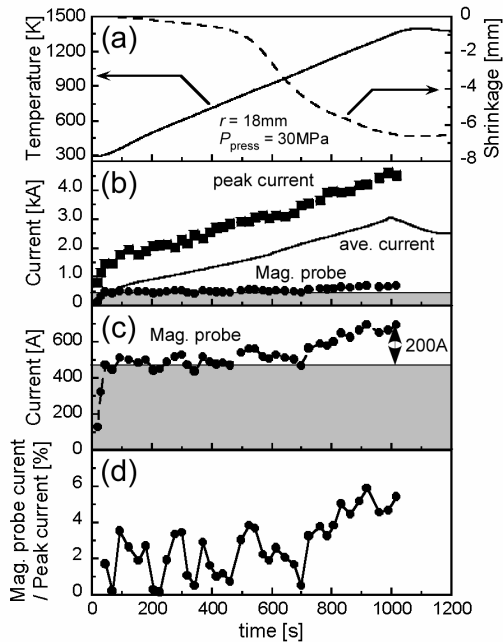 1500
1200
900
600
300
Temperature [K]
(a)
r = 18mm
Ppress = 30MPa
0
-2
-4
-6
-8
Shrinkage [mm]
4.0
3.0
2.0
1.0
0.0
Current [kA]
(b)
peak current
ave. current
Mag. probe
600
400
200
0
Current [A]
(c)
Mag. probe
200A
6
4
2
0
Mag. probe curent
/ Peak current [%]
(d)
0 200 400 600 800 1000 1200
time [s]